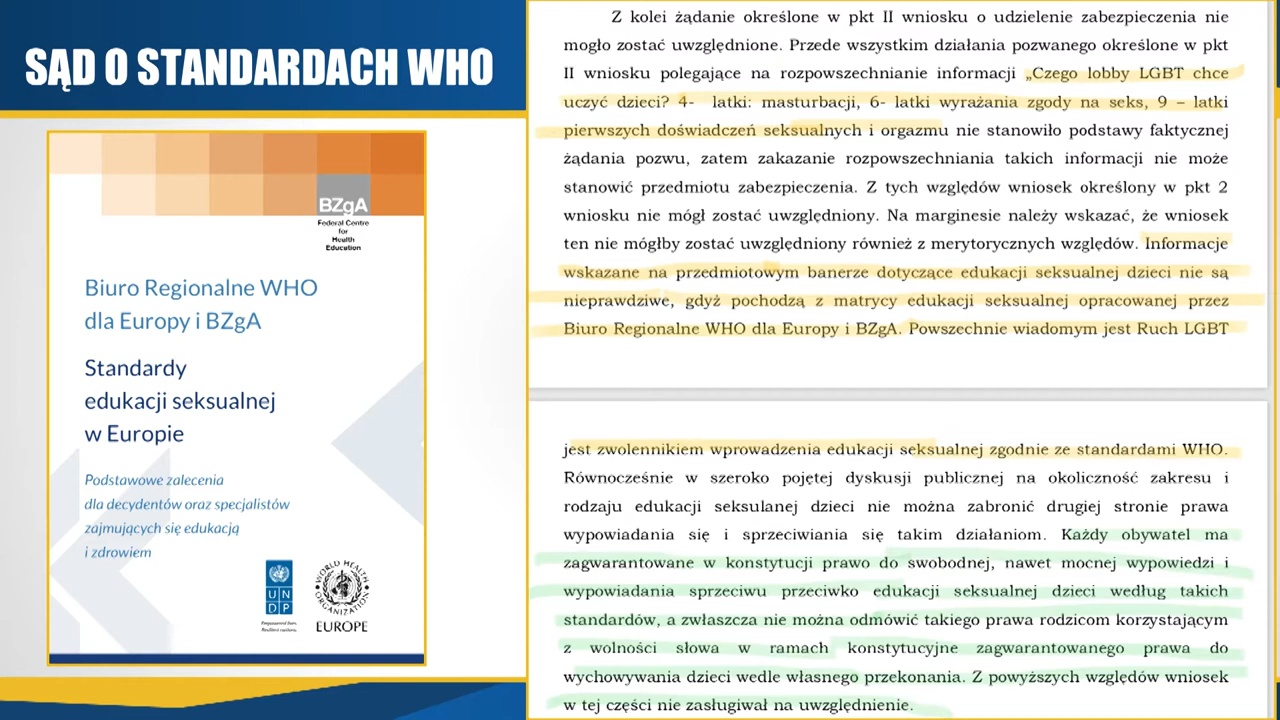 SĄD O STANDARDACH WHO
BZgA
Federal Centre
for
Health
Education
Biuro Regionalne WHO
dla Europy i BZgA
Standardy
edukacji seksualnej
w Europie
Podstawowe zalecenia
dla decydentów oraz specjalistów
zajmujących się edukacją
i zdrowiem
U N
D P
Empowered lives.
Resilient nations.
WORLD HEALTH
ORGANIZATION
EUROPE
Z kolei żądanie określone w pkt II wniosku o udzielenie zabezpieczenia nie
mogło zostać uwzględnione. Przede wszystkim działania pozwanego określone w pkt
II wniosku polegające na rozpowszechnianie informacji „Czego lobby LGBT chce
uczyć dzieci? 4- latki: masturbacji, 6- latki wyrażania zgody na seks, 9 – latki
pierwszych doświadczeń seksualnych i orgazmu nie stanowiło podstawy faktycznej
żądania pozwu, zatem zakazanie rozpowszechniania takich informacji nie może
stanowić przedmiotu zabezpieczenia. Z tych względów wniosek określony w pkt 2
wniosku nie mógł zostać uwzględniony. Na marginesie należy wskazać, że wniosek
ten nie mógłby zostać uwzględniony również z merytorycznych względów. Informacje
wskazane na przedmiotowym banerze dotyczące edukacji seksualnej dzieci nie są
nieprawdziwe, gdyż pochodzą z matrycy edukacji seksualnej opracowanej przez
Biuro Regionalne WHO dla Europy i BZgA. Powszechnie wiadomym jest Ruch LGBT
jest zwolennikiem wprowadzenia edukacji seksualnej zgodnie ze standardami WHO.
Równocześnie w szeroko pojętej dyskusji publicznej na okoliczność zakresu i
rodzaju edukacji seksulanej dzieci nie można zabronić drugiej stronie prawa
wypowiadania się i sprzeciwiania się takim działaniom. Każdy obywatel ma
zagwarantowane w konstytucji prawo do swobodnej, nawet mocnej wypowiedzi i
wypowiadania sprzeciwu przeciwko edukacji seksualnej dzieci według takich
standardów, a zwłaszcza nie można odmówić takiego prawa rodzicom korzystającym
z wolności słowa w ramach konstytucyjne zagwarantowanego prawa do
wychowywania dzieci wedle własnego przekonania. Z powyższych względów wniosek
w tej części nie zasługiwał na uwzględnienie.